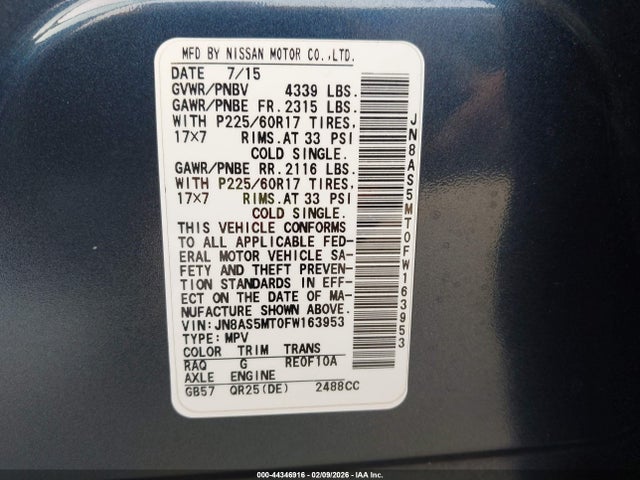 MFD BY NISSAN MOTOR CO.,LTD.
DATE 7/15
GVWR/PNBV 4339 LBS.
GAWR/PNBE FR. 2315 LBS.
WITH P225/60R17 TIRES,
17×7 RIMS.AT 33 PSI
COLD SINGLE.
GAWR/PNBE RR. 2116 LBS.
WITH P225/60R17 TIRES,
17×7 RIMS.AT 33 PSI
COLD SINGLE.
THIS VEHICLE CONFORMS
TO ALL APPLICABLE FED-
ERAL MOTOR VEHICLE SA-
FETY AND THEFT PREVEN-
TION STANDARDS IN EFF-
ECT ON THE DATE OF MA-
NUFACTURE SHOWN ABOVE.
VIN:JN8AS5MT0FW163953
TYPE:MPV
COLOR TRIM TRANS
RAQ G RE0F10A
AXLE ENGINE
GB57 QR25(DE) 2488CC
JN8AS5MT0FW163953
000-44346916 - 02/09/2026 - IAA Inc.